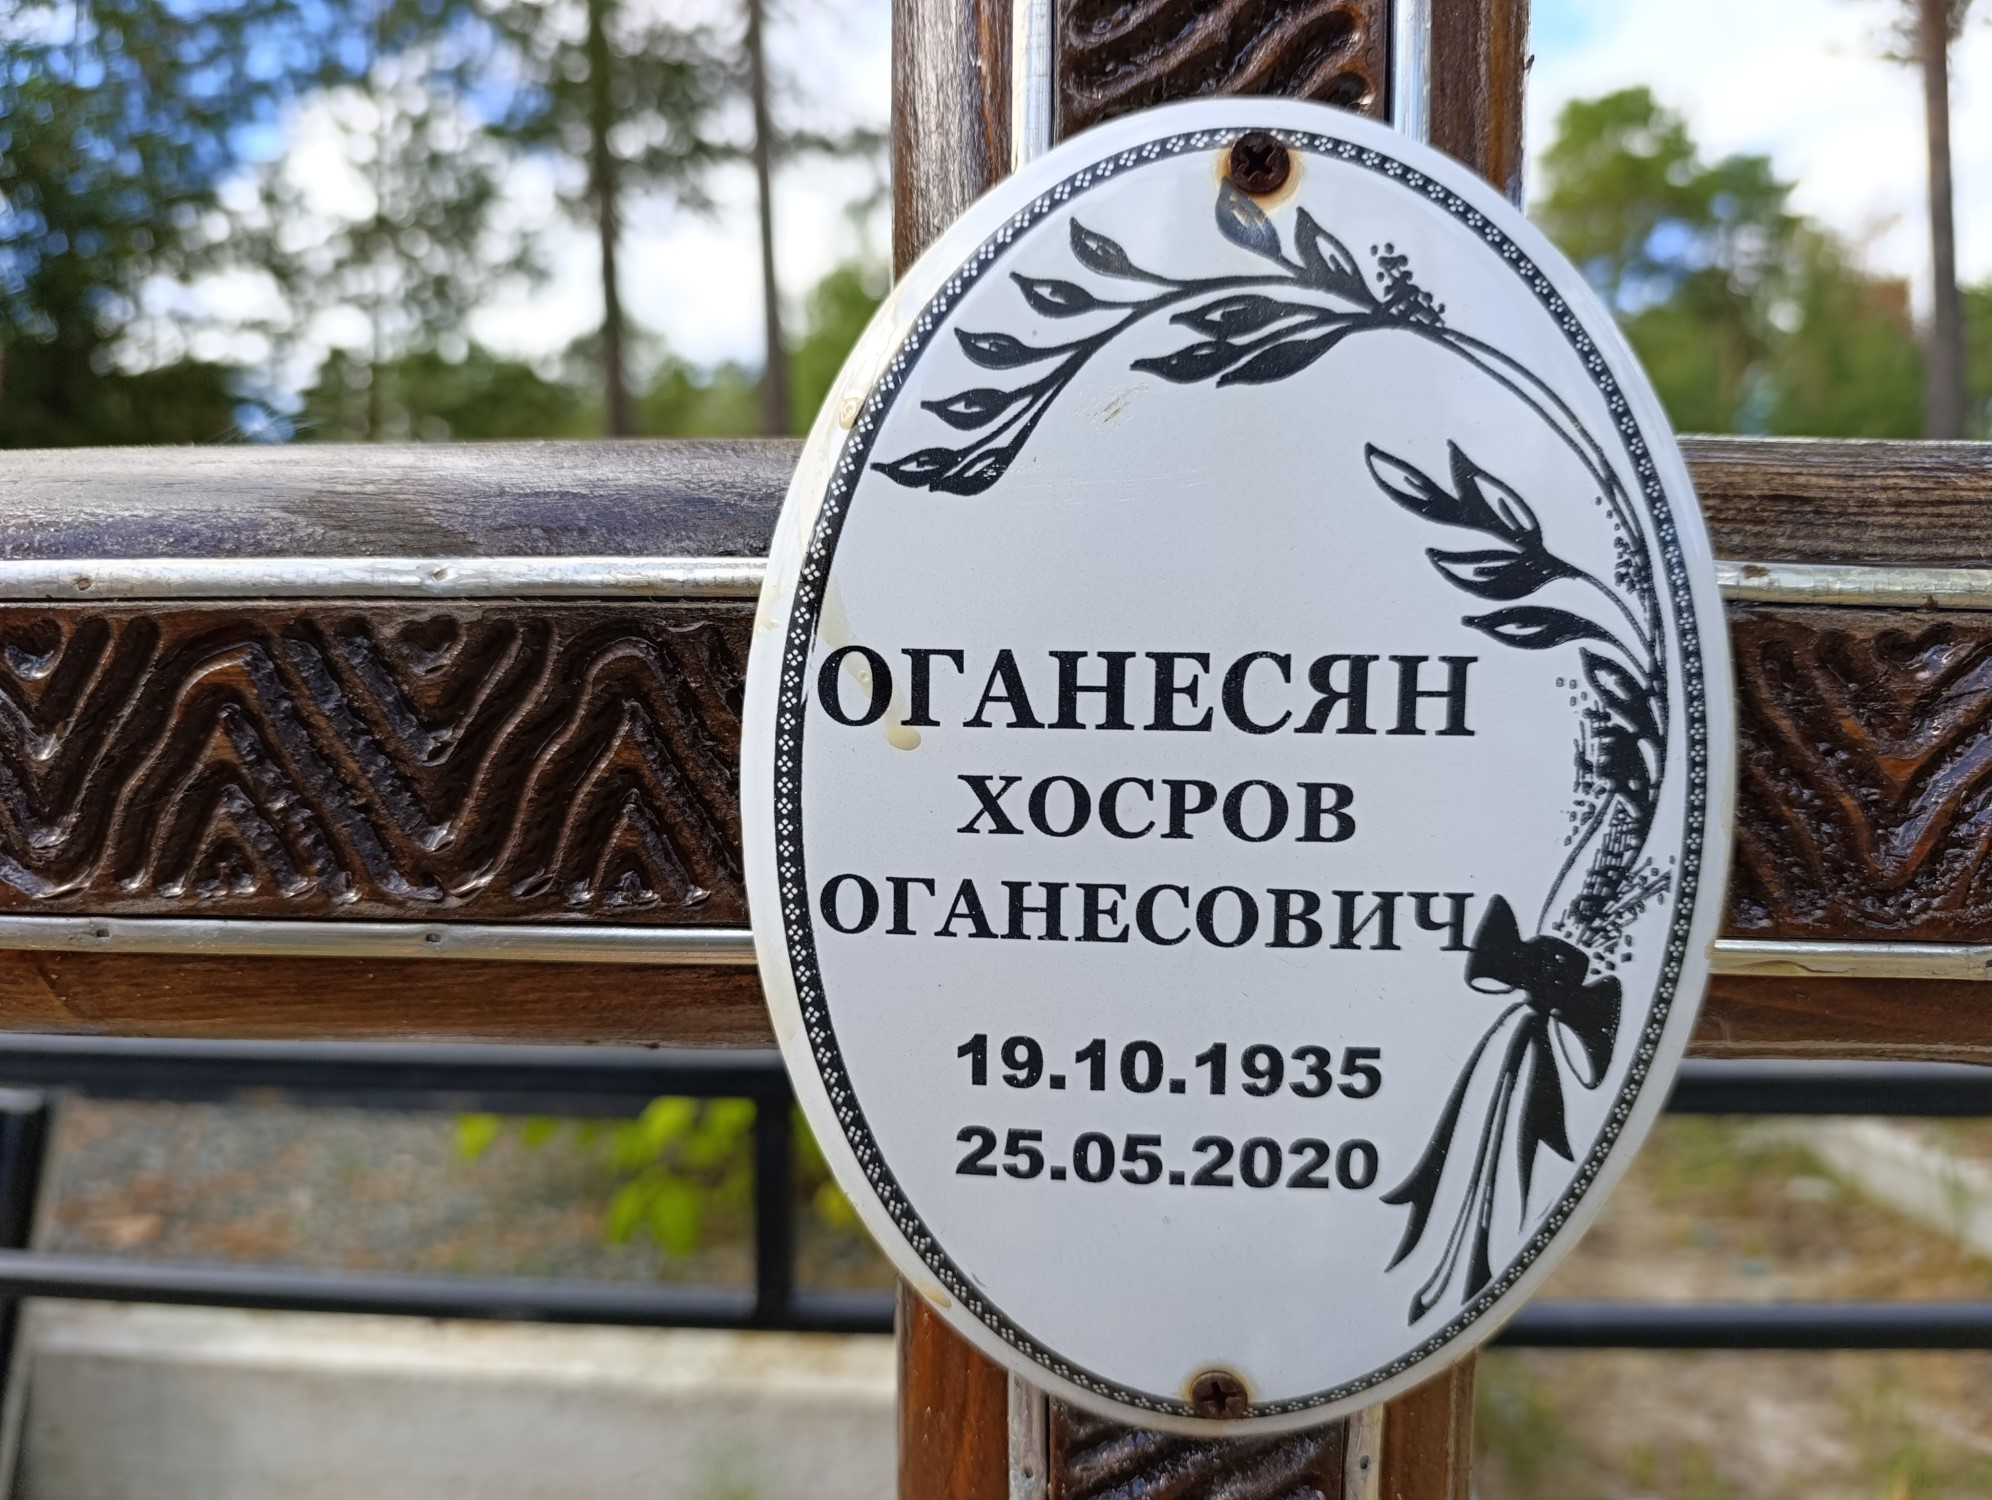 ОГАНЕСЯН
ХОСРОВ
ОГАНЕСОВИЧ
19.10.1935
25.05.2020